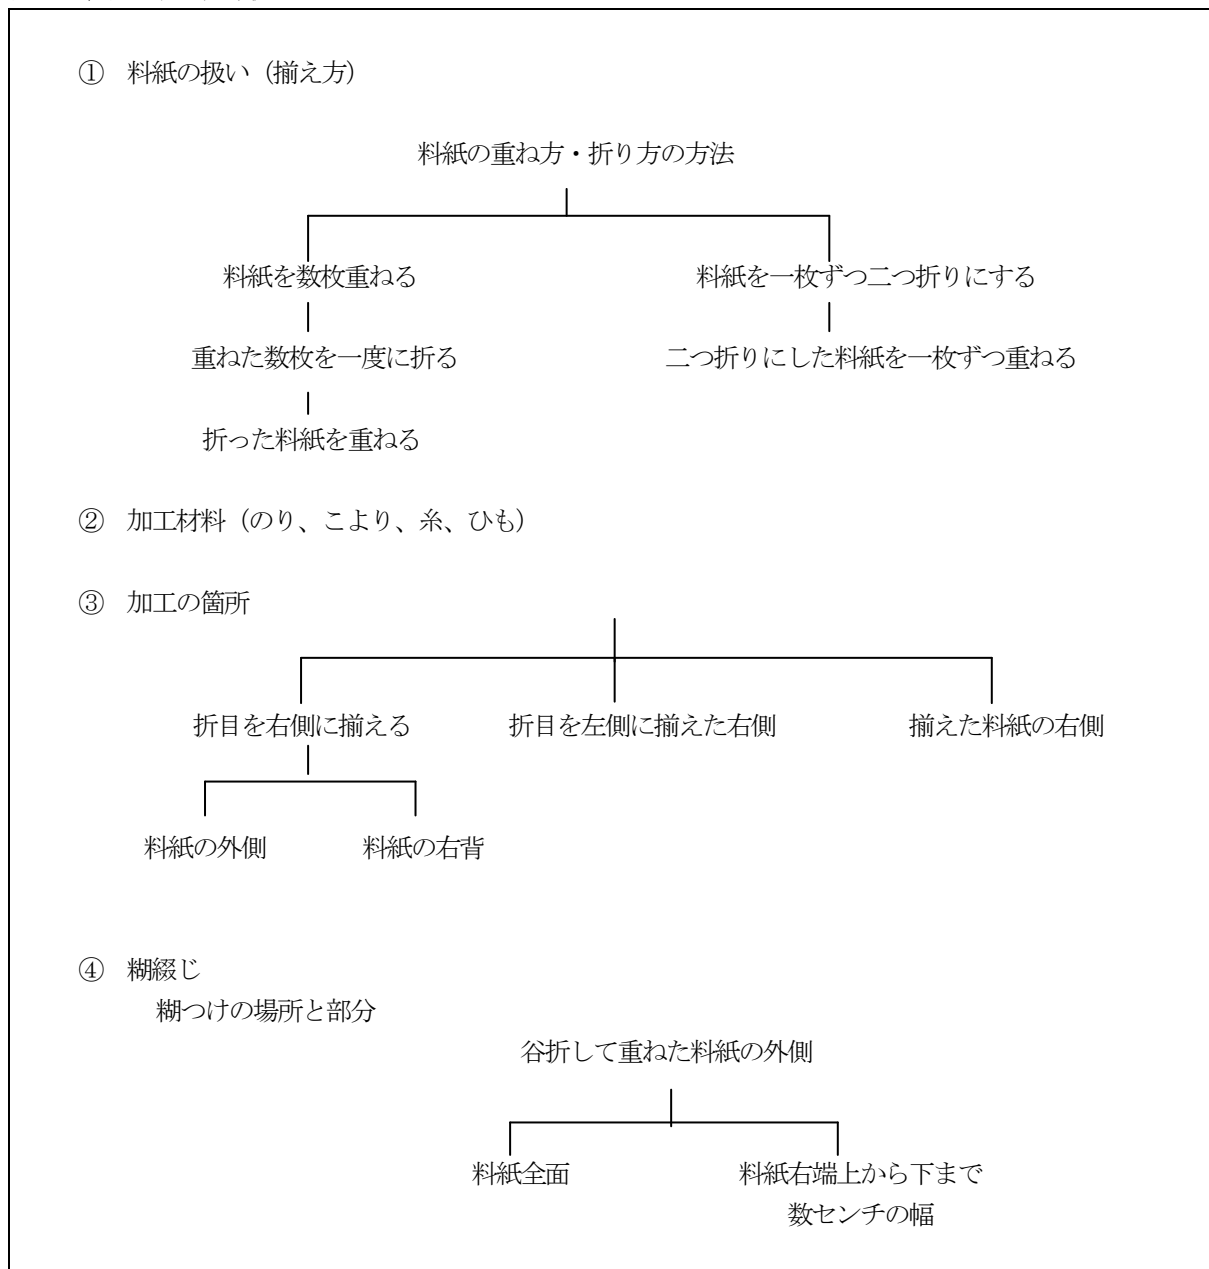 ① 料紙の扱い（揃え方）
料紙の重ね方・折り方の方法
料紙を数枚重ねる 料紙を一枚ずつ二つ折りにする
重ねた数枚を一度に折る 二つ折りにした料紙を一枚ずつ重ねる
折った料紙を重ねる
② 加工材料（のり、こより、糸、ひも）
③ 加工の箇所
折目を右側に揃える 折目を左側に揃えた右側 揃えた料紙の右側
料紙の外側 料紙の右背
④ 糊綴じ
糊つけの場所と部分
谷折して重ねた料紙の外側
料紙全面 料紙右端上から下まで
数センチの幅